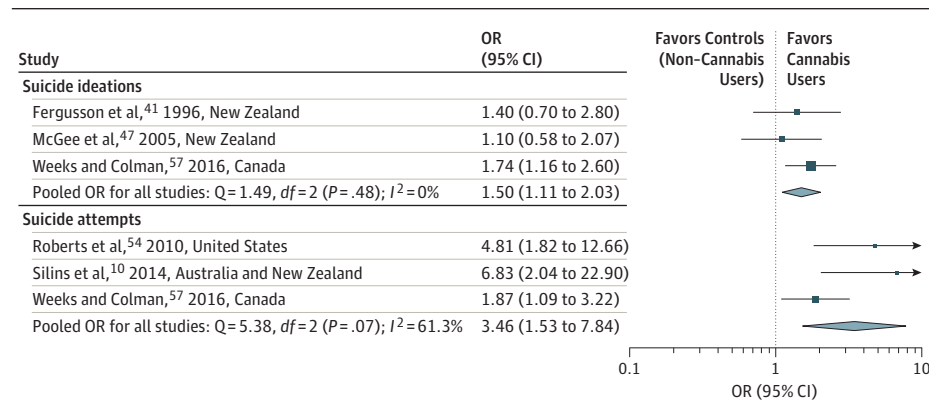 OR
(95% CI)
Favors Controls
(Non-Cannabis
Users)
Favors
Cannabis
Users
Study
Suicide ideations
Fergusson et al,41 1996, New Zealand 1.40 (0.70 to 2.80)
McGee et al,47 2005, New Zealand 1.10 (0.58 to 2.07)
Weeks and Colman,57 2016, Canada 1.74 (1.16 to 2.60)
Pooled OR for all studies: Q = 1.49, df = 2 (P = .48); I2 = 0% 1.50 (1.11 to 2.03)
Suicide attempts
Roberts et al,54 2010, United States 4.81 (1.82 to 12.66)
Silins et al,10 2014, Australia and New Zealand 6.83 (2.04 to 22.90)
Weeks and Colman,57 2016, Canada 1.87 (1.09 to 3.22)
Pooled OR for all studies: Q = 5.38, df = 2 (P = .07); I2 = 61.3% 3.46 (1.53 to 7.84)
0.1 1 10
OR (95% CI)